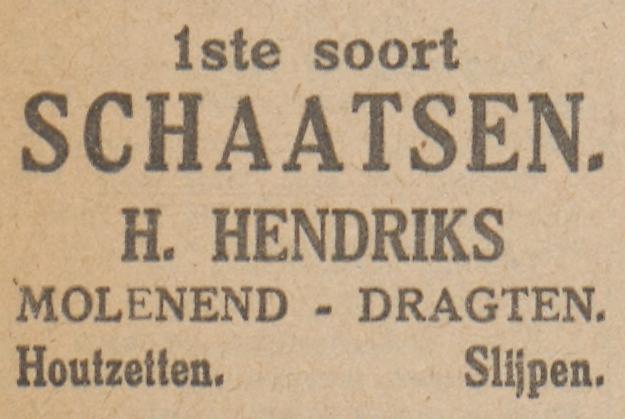 1ste soort
SCHAATSEN.
H. HENDRIKS
MOLENEND - DRAGTEN.
Houtzetten. Slijpen.